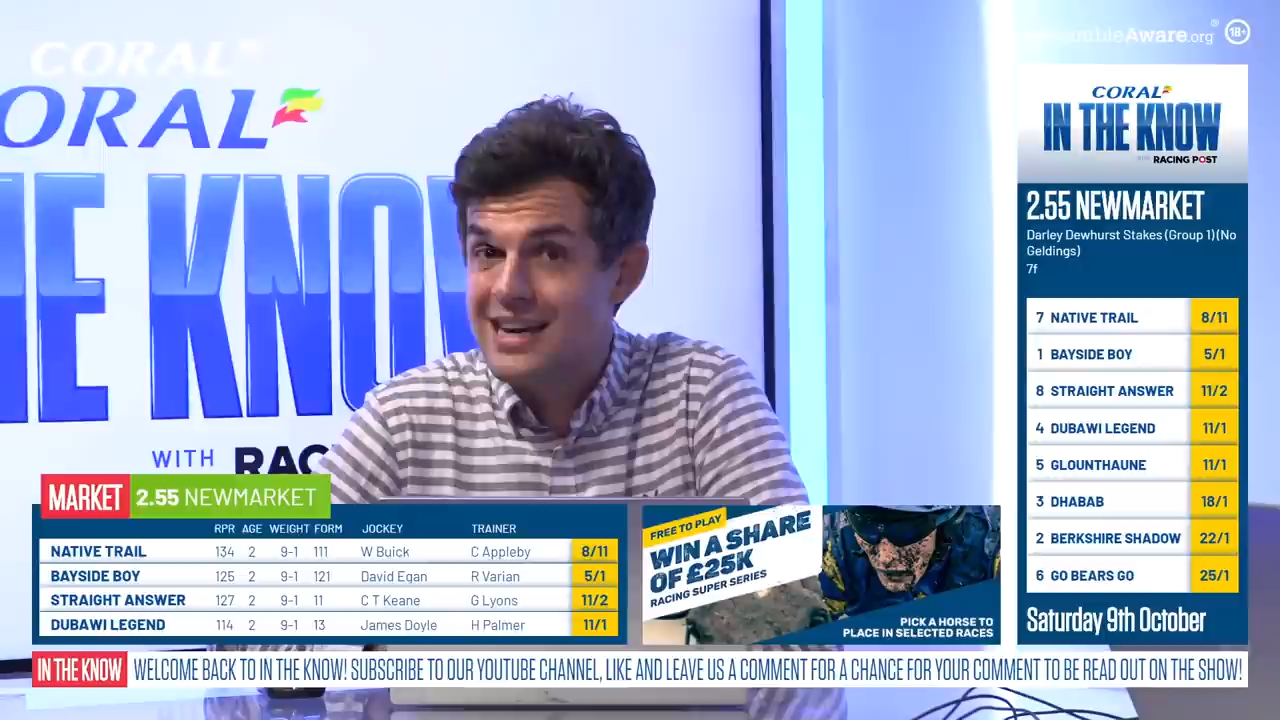 CORAL
ORAL
E KNO
WITH RAC
bleAware.org 18+
CORAL
IN THE KNOW
WITH RACING POST
2.55 NEWMARKET
Darley Dewhurst Stakes (Group 1) (No
Geldings)
7f
7 NATIVE TRAIL 8/11
1 BAYSIDE BOY 5/1
8 STRAIGHT ANSWER 11/2
4 DUBAWI LEGEND 11/1
5 GLOUNTHAUNE 11/1
3 DHABAB 18/1
2 BERKSHIRE SHADOW 22/1
6 GO BEARS GO 25/1
Saturday 9th October
MARKET 2.55 NEWMARKET
RPR AGE WEIGHT FORM JOCKEY TRAINER
NATIVE TRAIL 134 2 9-1 111 W Buick C Appleby 8/11
BAYSIDE BOY 125 2 9-1 121 David Egan R Varian 5/1
STRAIGHT ANSWER 127 2 9-1 11 C T Keane G Lyons 11/2
DUBAWI LEGEND 114 2 9-1 13 James Doyle H Palmer 11/1
FREE TO PLAY
WIN A SHARE
OF £25K
RACING SUPER SERIES
PICK A HORSE TO
PLACE IN SELECTED RACES
IN THE KNOW WELCOME BACK TO IN THE KNOW! SUBSCRIBE TO OUR YOUTUBE CHANNEL, LIKE AND LEAVE US A COMMENT FOR A CHANCE FOR YOUR COMMENT TO BE READ OUT ON THE SHOW!